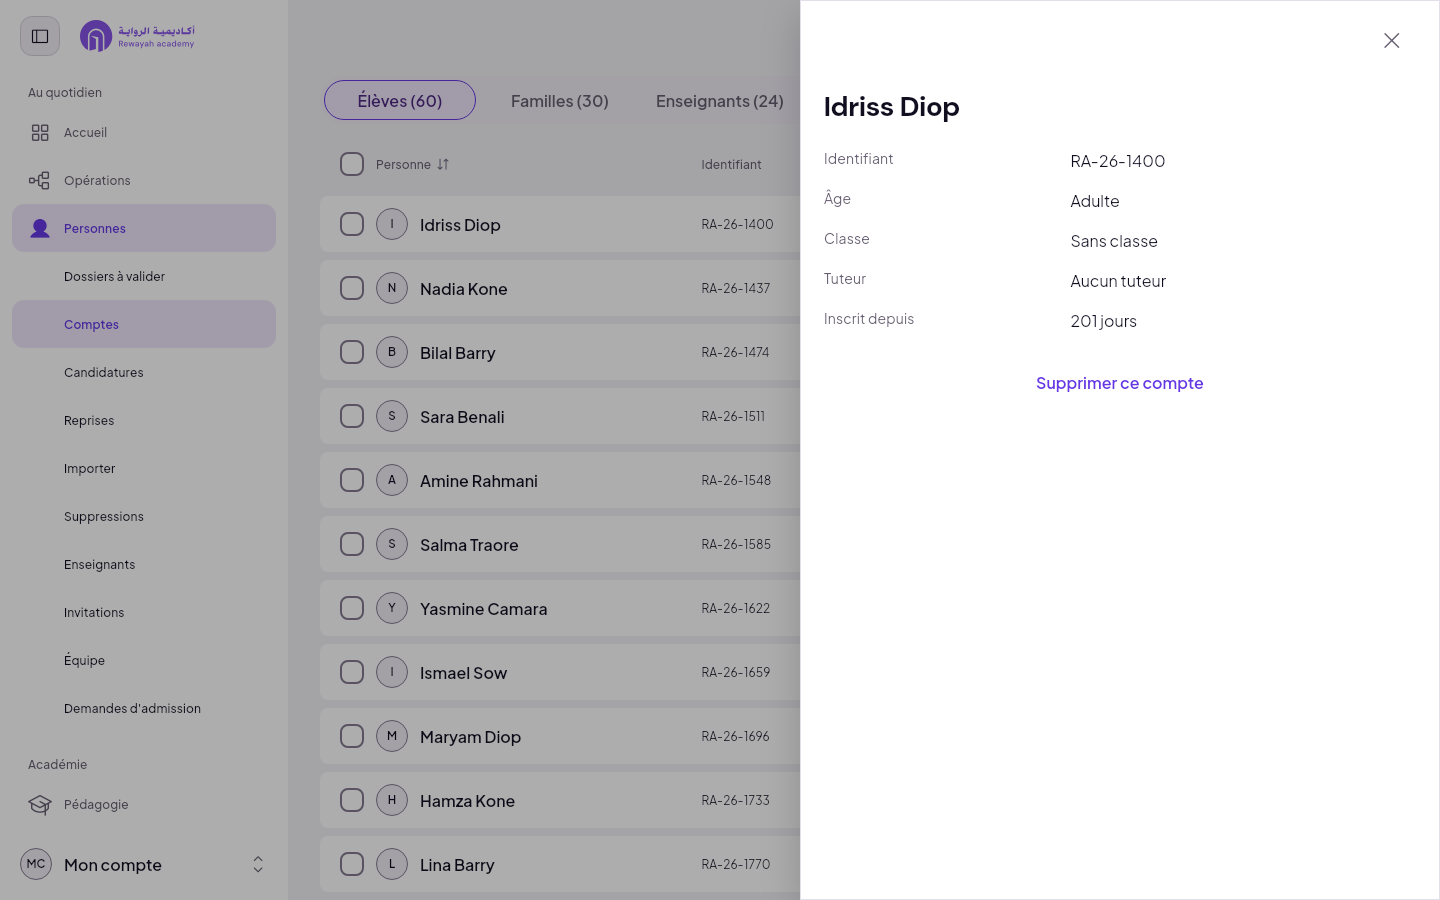 أكاديمية الرواية
Rewayah academy
Au quotidien
Accueil
Opérations
Personnes
Dossiers à valider
Comptes
Candidatures
Reprises
Importer
Suppressions
Enseignants
Invitations
Équipe
Demandes d'admission
Académie
Pédagogie
MC Mon compte
Élèves (60) Familles (30) Enseignants (24)
Personne Identifiant
I Idriss Diop RA-26-1400
N Nadia Kone RA-26-1437
B Bilal Barry RA-26-1474
S Sara Benali RA-26-1511
A Amine Rahmani RA-26-1548
S Salma Traore RA-26-1585
Y Yasmine Camara RA-26-1622
I Ismael Sow RA-26-1659
M Maryam Diop RA-26-1696
H Hamza Kone RA-26-1733
L Lina Barry RA-26-1770
Idriss Diop
Identifiant RA-26-1400
Âge Adulte
Classe Sans classe
Tuteur Aucun tuteur
Inscrit depuis 201 jours
Supprimer ce compte